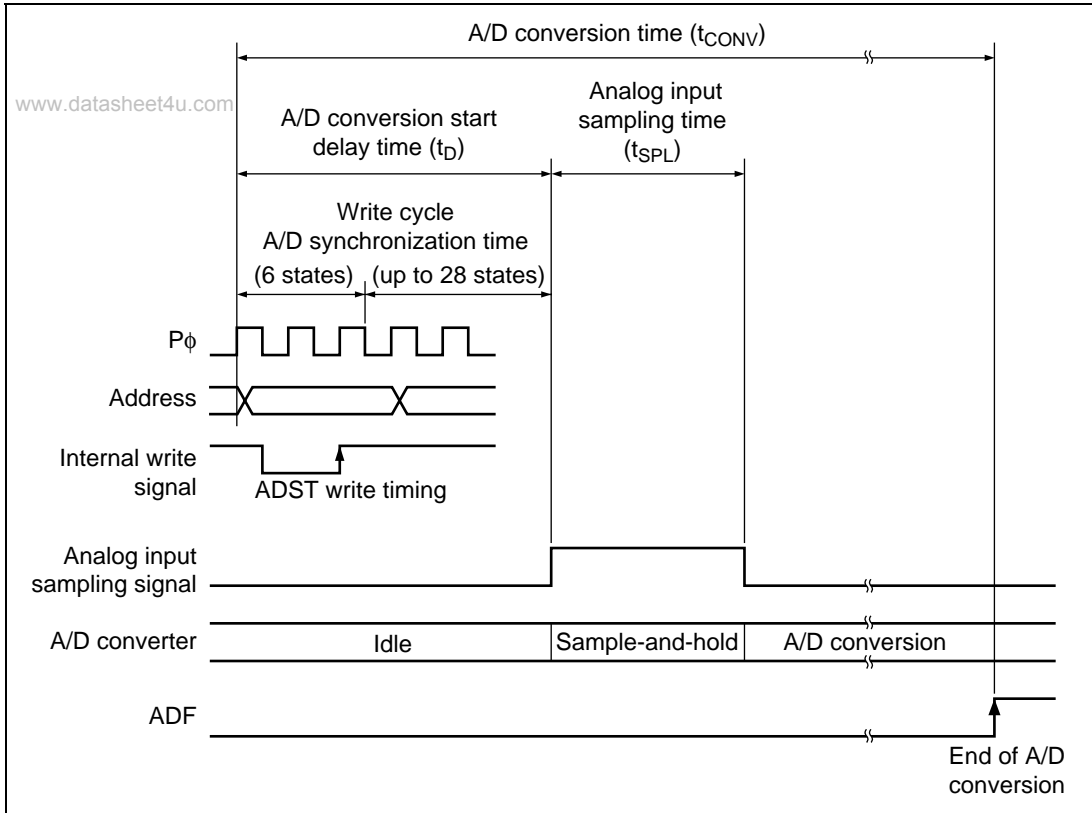 A/D conversion time (tCONV)
www.datasheet4u.com
A/D conversion start
delay time (tD)
Analog input
sampling time
(tSPL)
Write cycle
A/D synchronization time
(6 states)
(up to 28 states)
Pϕ
Address
Internal write
signal
ADST write timing
Analog input
sampling signal
A/D converter
Idle
Sample-and-hold
A/D conversion
ADF
End of A/D
conversion